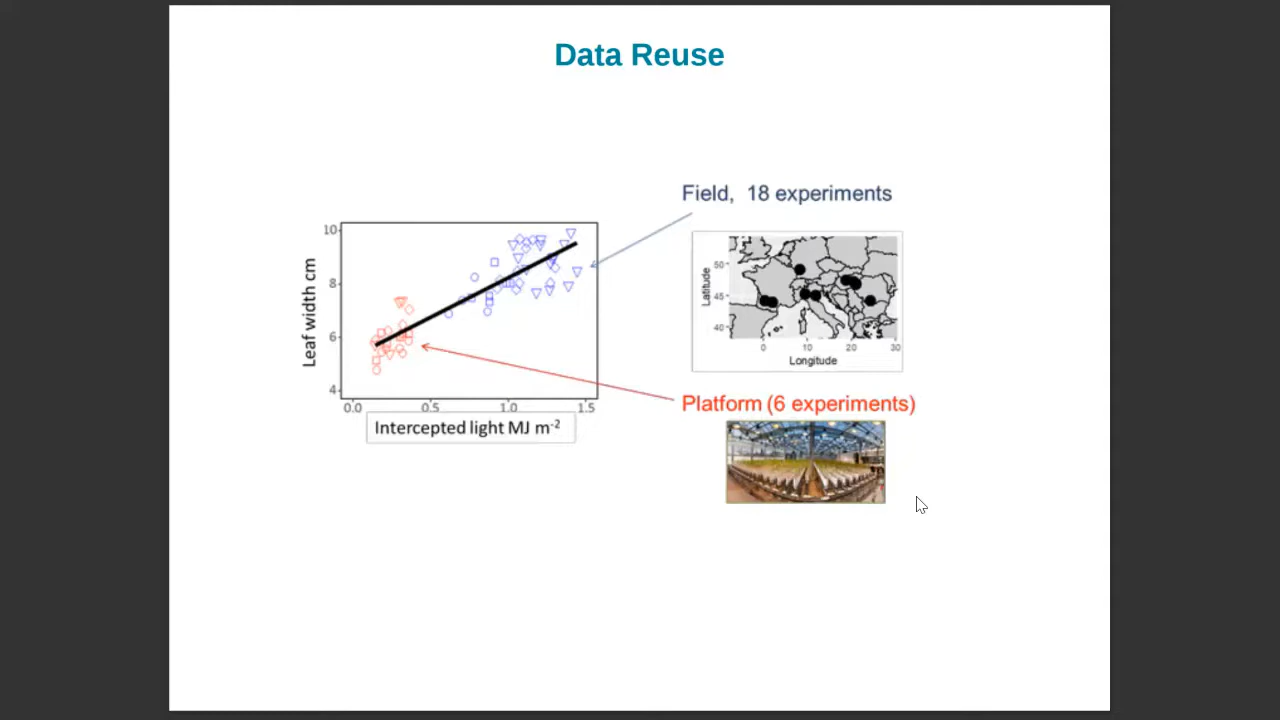 Data Reuse
Field, 18 experiments
10
8
6
4
Leaf width cm
0.0 0.5 1.0 1.5
Intercepted light MJ m-2
50
45
40
Latitude
0 10 20 30
Longitude
Platform (6 experiments)